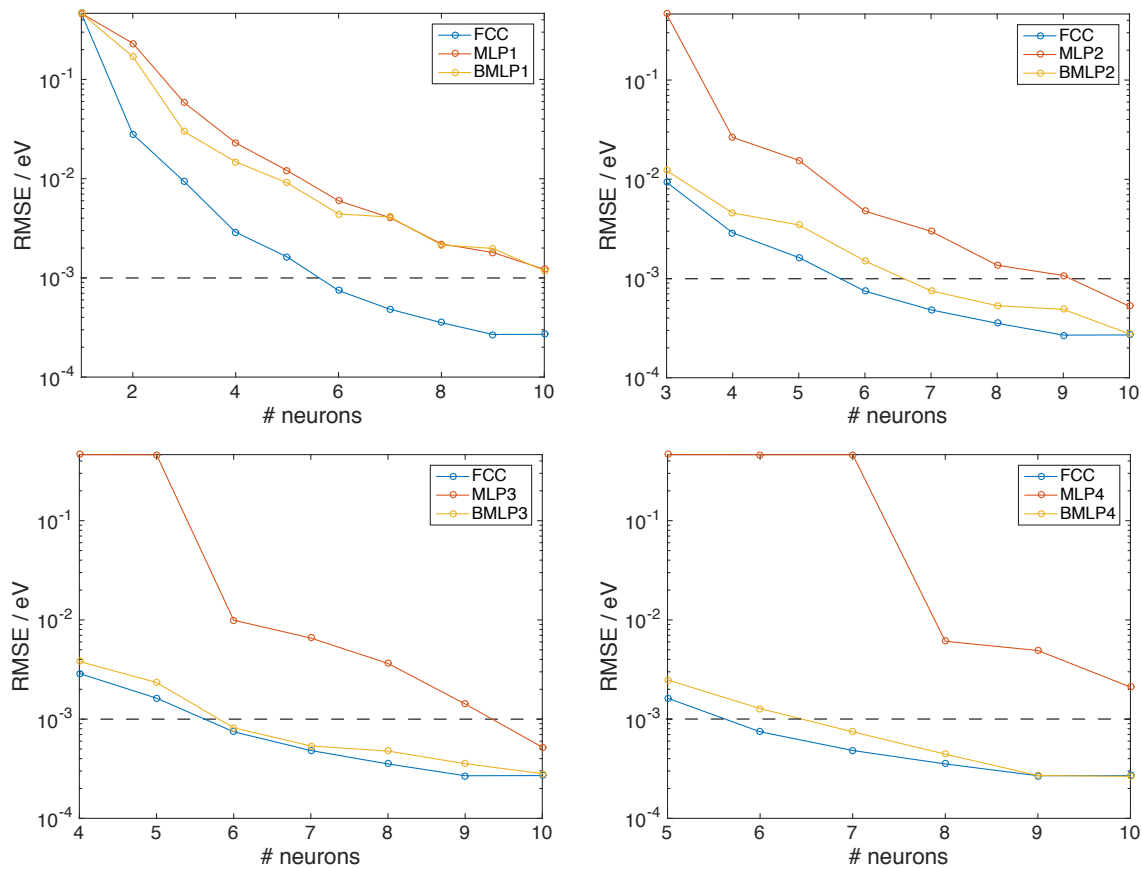 FCC
MLP1
BMLP1
RMSE / eV
10^-1
10^-2
10^-3
10^-4
2
4
6
8
10
# neurons
FCC
MLP2
BMLP2
RMSE / eV
10^-1
10^-2
10^-3
10^-4
3
4
5
6
7
8
9
10
# neurons
FCC
MLP3
BMLP3
RMSE / eV
10^-1
10^-2
10^-3
10^-4
4
5
6
7
8
9
10
# neurons
FCC
MLP4
BMLP4
RMSE / eV
10^-1
10^-2
10^-3
10^-4
5
6
7
8
9
10
# neurons